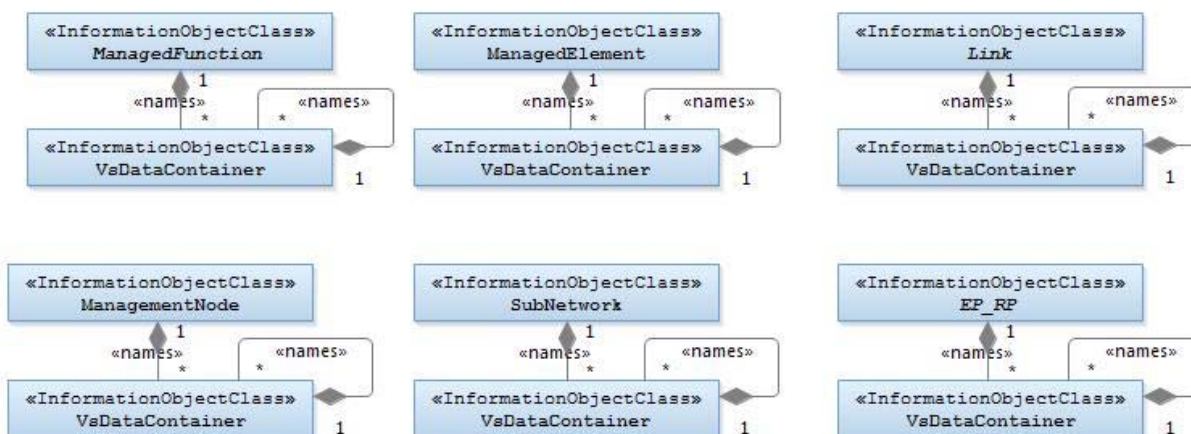 «InformationObjectClass»
ManagedFunction
1
«names»
«names»
*
*
«InformationObjectClass»
VsDataContainer
1
«InformationObjectClass»
ManagedElement
1
«names»
«names»
*
*
«InformationObjectClass»
VsDataContainer
1
«InformationObjectClass»
Link
1
«names»
«names»
*
*
«InformationObjectClass»
VsDataContainer
1
«InformationObjectClass»
ManagementNode
1
«names»
«names»
*
*
«InformationObjectClass»
VsDataContainer
1
«InformationObjectClass»
SubNetwork
1
«names»
«names»
*
*
«InformationObjectClass»
VsDataContainer
1
«InformationObjectClass»
EP_RP
1
«names»
«names»
*
*
«InformationObjectClass»
VsDataContainer
1